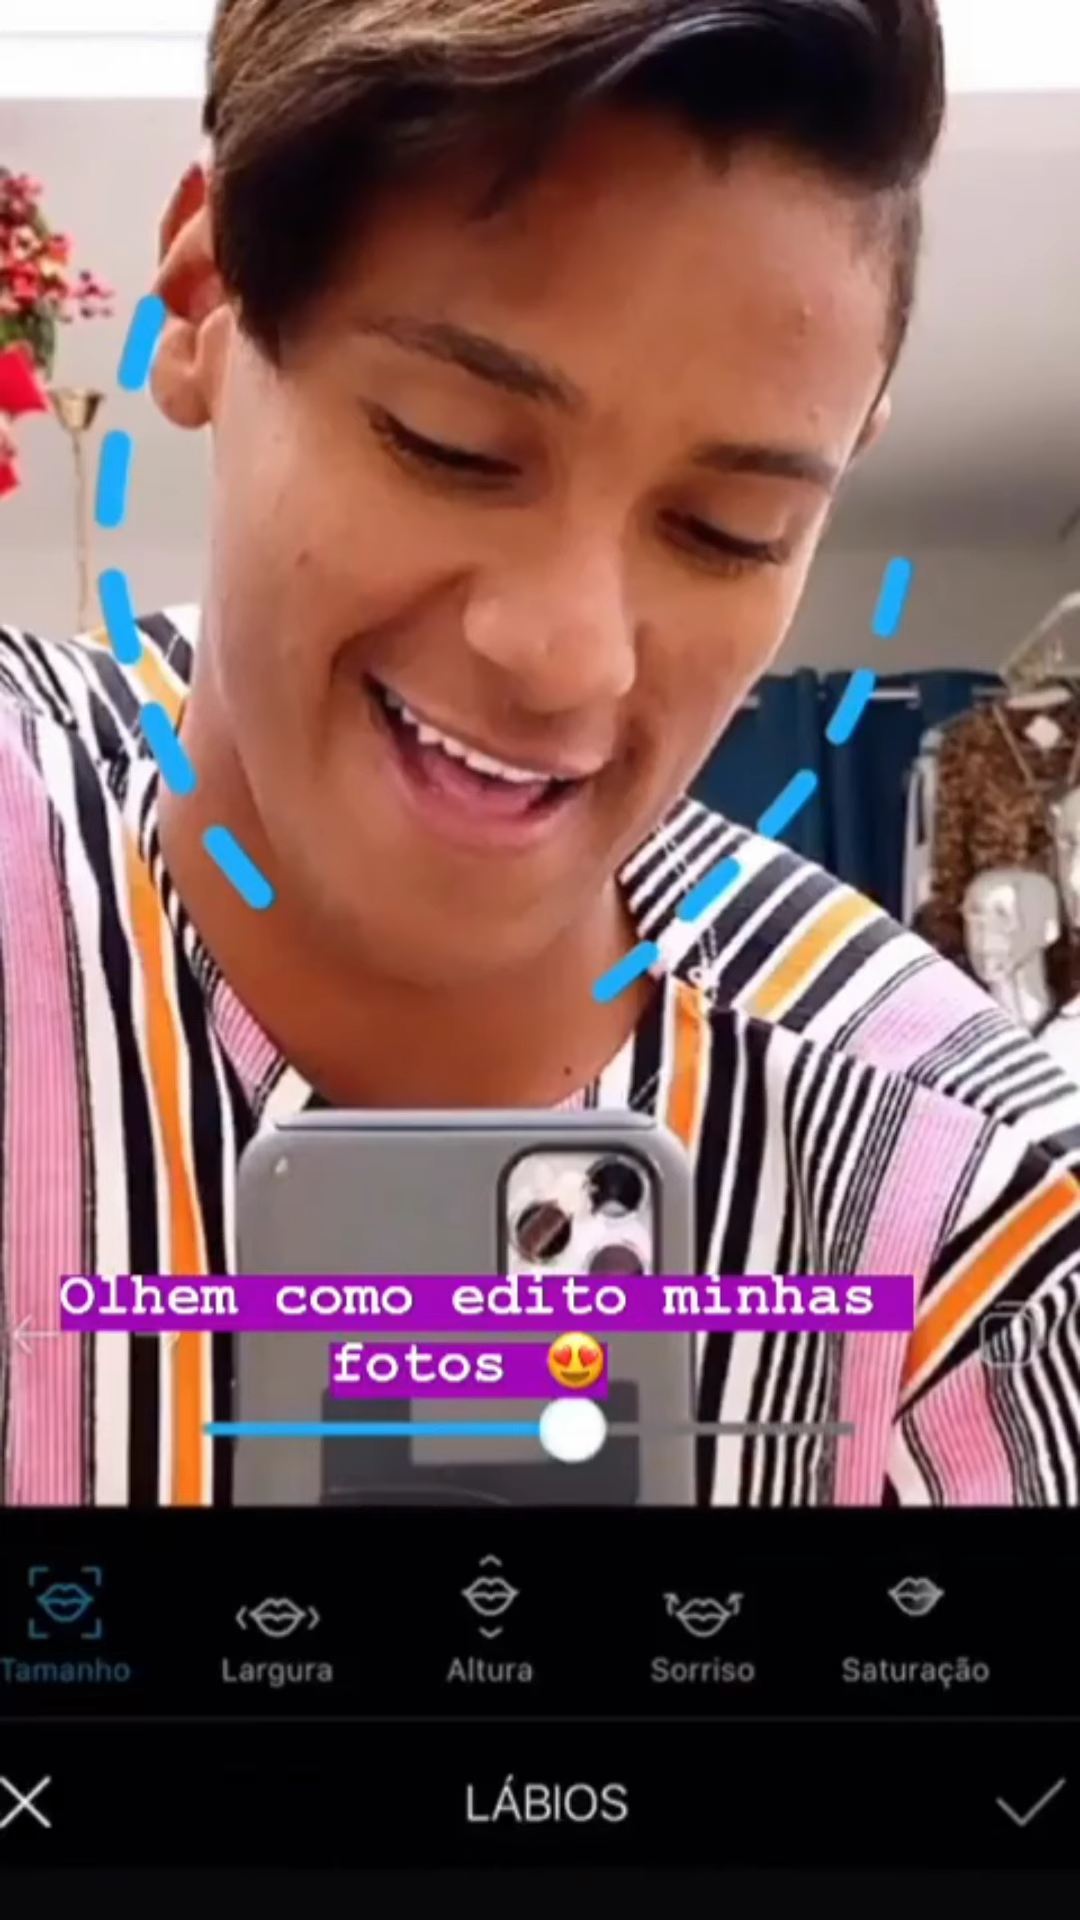 Olhem como edito minhas
fotos 😍
Tamanho
Largura
Altura
Sorriso
Saturação
LÁBIOS